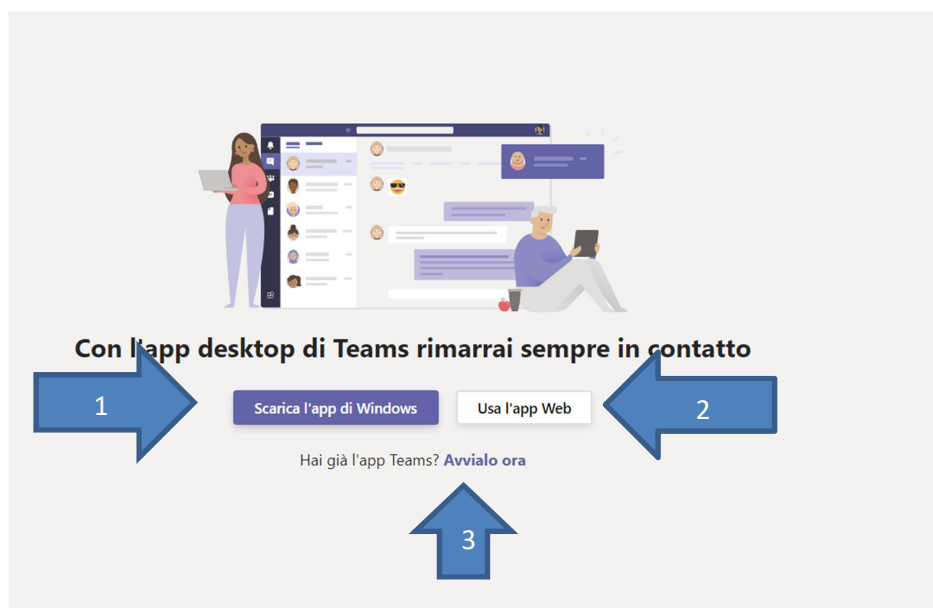 Con l'app desktop di Teams rimarrai sempre in contatto
1
Scarica l'app di Windows
Usa l'app Web
2
Hai già l'app Teams? Avvialo ora
3